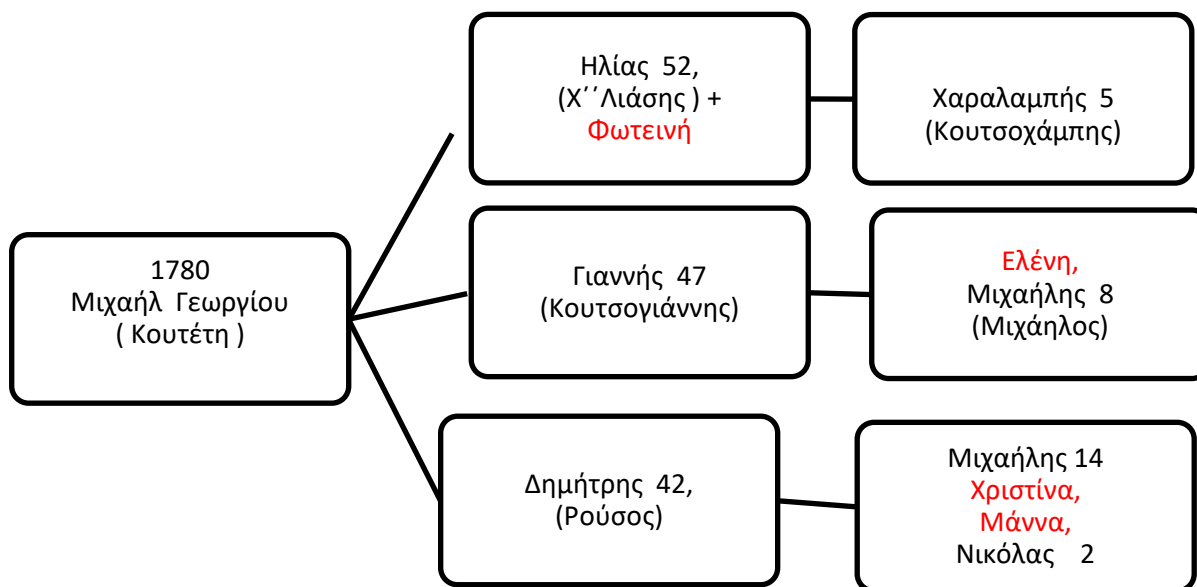 Ηλίας 52,
(Χ΄΄Λιάσης ) +
Φωτεινή
Χαραλαμπής 5
(Κουτσοχάμπης)
1780
Μιχαήλ Γεωργίου
( Κουτέτη )
Γιαννής 47
(Κουτσογιάννης)
Ελένη,
Μιχαήλης 8
(Μιχάηλος)
Δημήτρης 42,
(Ρούσος)
Μιχαήλης 14
Χριστίνα,
Μάννα,
Νικόλας 2